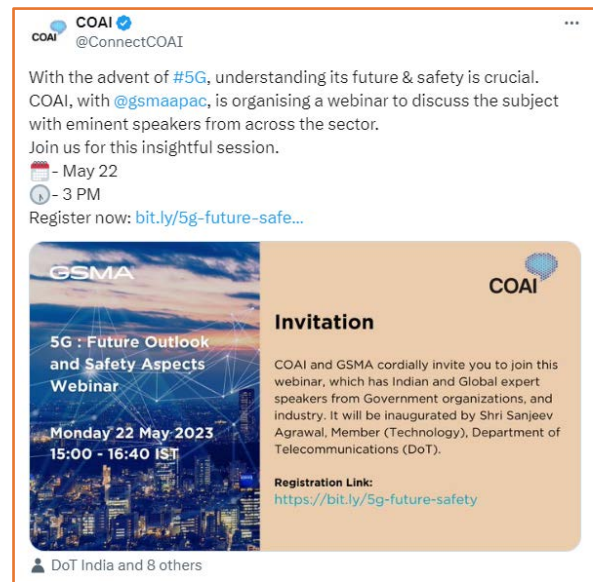 COAI
COAI
@ConnectCOAI
With the advent of #5G, understanding its future & safety is crucial.
COAI, with @gsmaapac, is organising a webinar to discuss the subject
with eminent speakers from across the sector.
Join us for this insightful session.
- May 22
- 3 PM
Register now: bit.ly/5g-future-safe...
GSMA
5G : Future Outlook
and Safety Aspects
Webinar
Monday 22 May 2023
15:00 - 16:40 IST
COAI
Invitation
COAI and GSMA cordially invite you to join this
webinar, which has Indian and Global expert
speakers from Government organizations, and
industry. It will be inaugurated by Shri Sanjeev
Agrawal, Member (Technology), Department of
Telecommunications (DoT).
Registration Link:
https://bit.ly/5g-future-safety
DoT India and 8 others